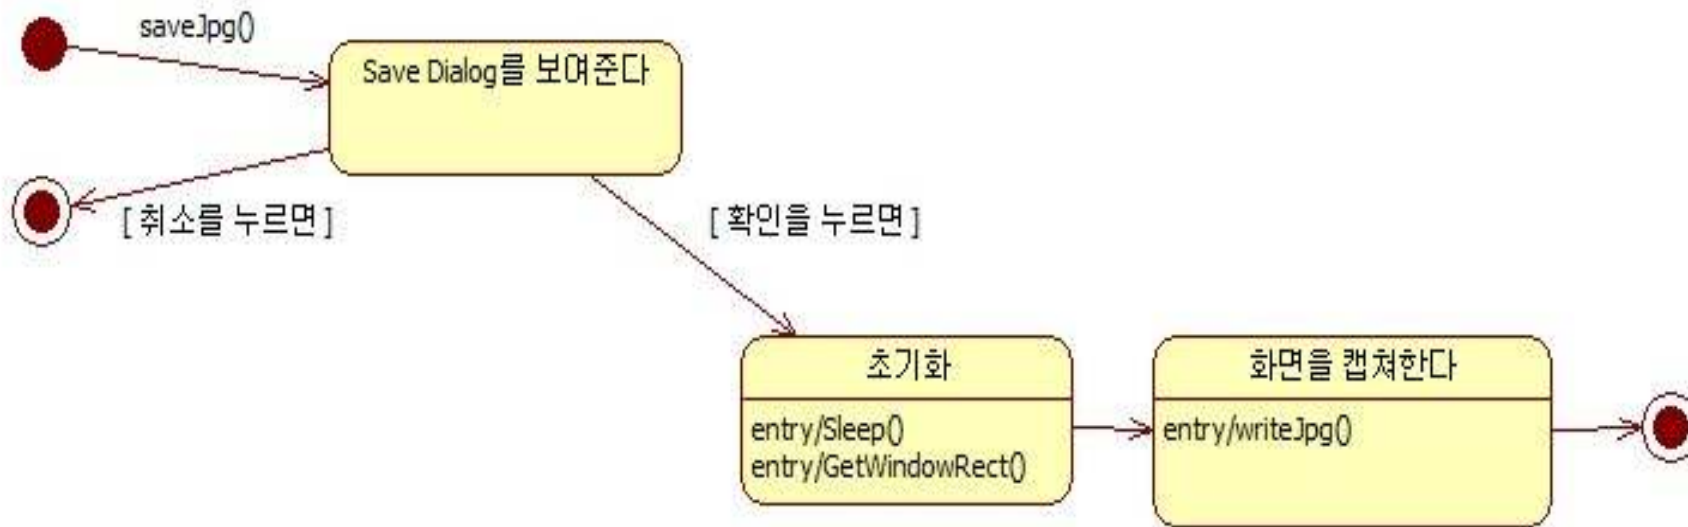 saveJpg()
Save Dialog를 보여준다
[ 취소를 누르면 ]
[ 확인을 누르면 ]
초기화
entry/Sleep()
entry/GetWindowRect()
화면을 캡쳐한다
entry/writeJpg()